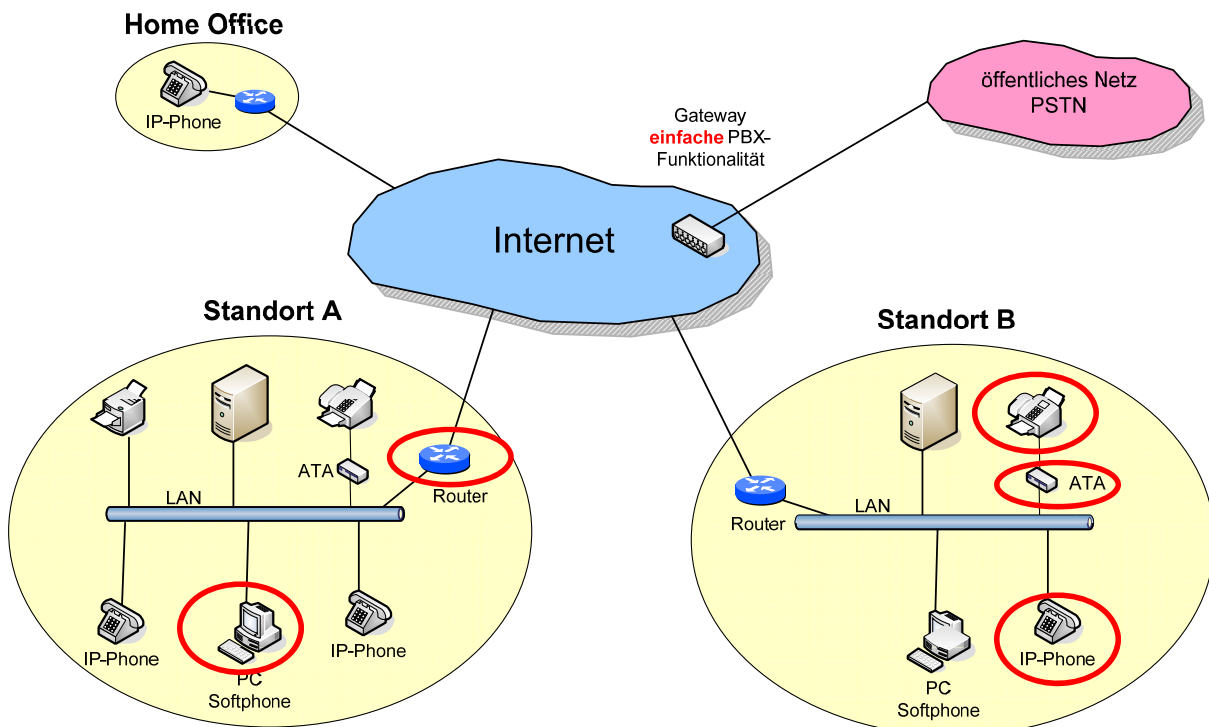 Home Office
IP-Phone
öffentliches Netz
PSTN
Gateway
einfache PBX-
Funktionalität
Internet
Standort A
ATA
Router
LAN
IP-Phone
PC
Softphone
IP-Phone
Standort B
ATA
Router
LAN
PC
Softphone
IP-Phone